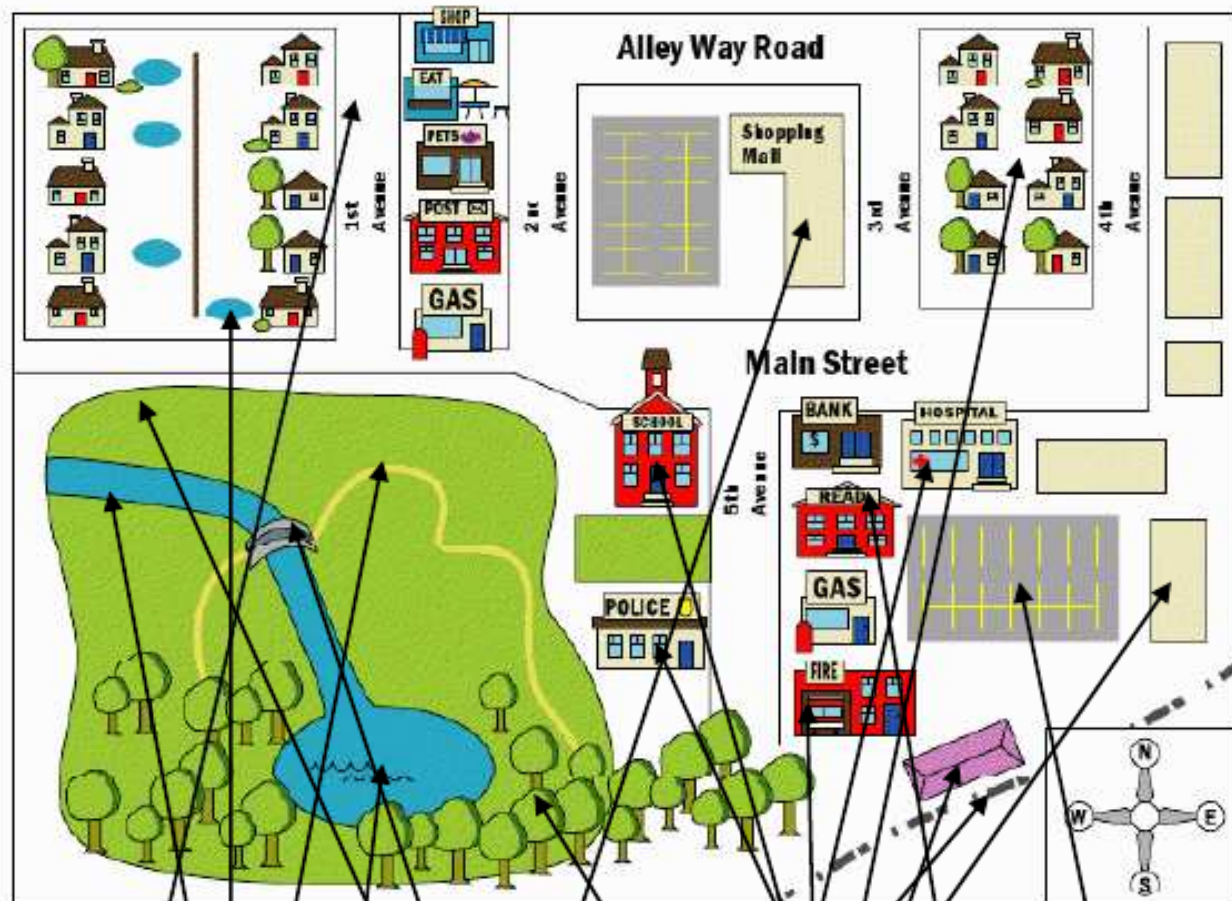 SHOP
Alley Way Road
EAT
PETS
Shopping
Mall
POST
1st
Avenue
2nd
Avenue
3rd
Avenue
4th
Avenue
GAS
Main Street
SCHOOL
BANK
$
HOSPITAL
5th
Avenue
READ
POLICE
GAS
FIRE
N
W
E
S